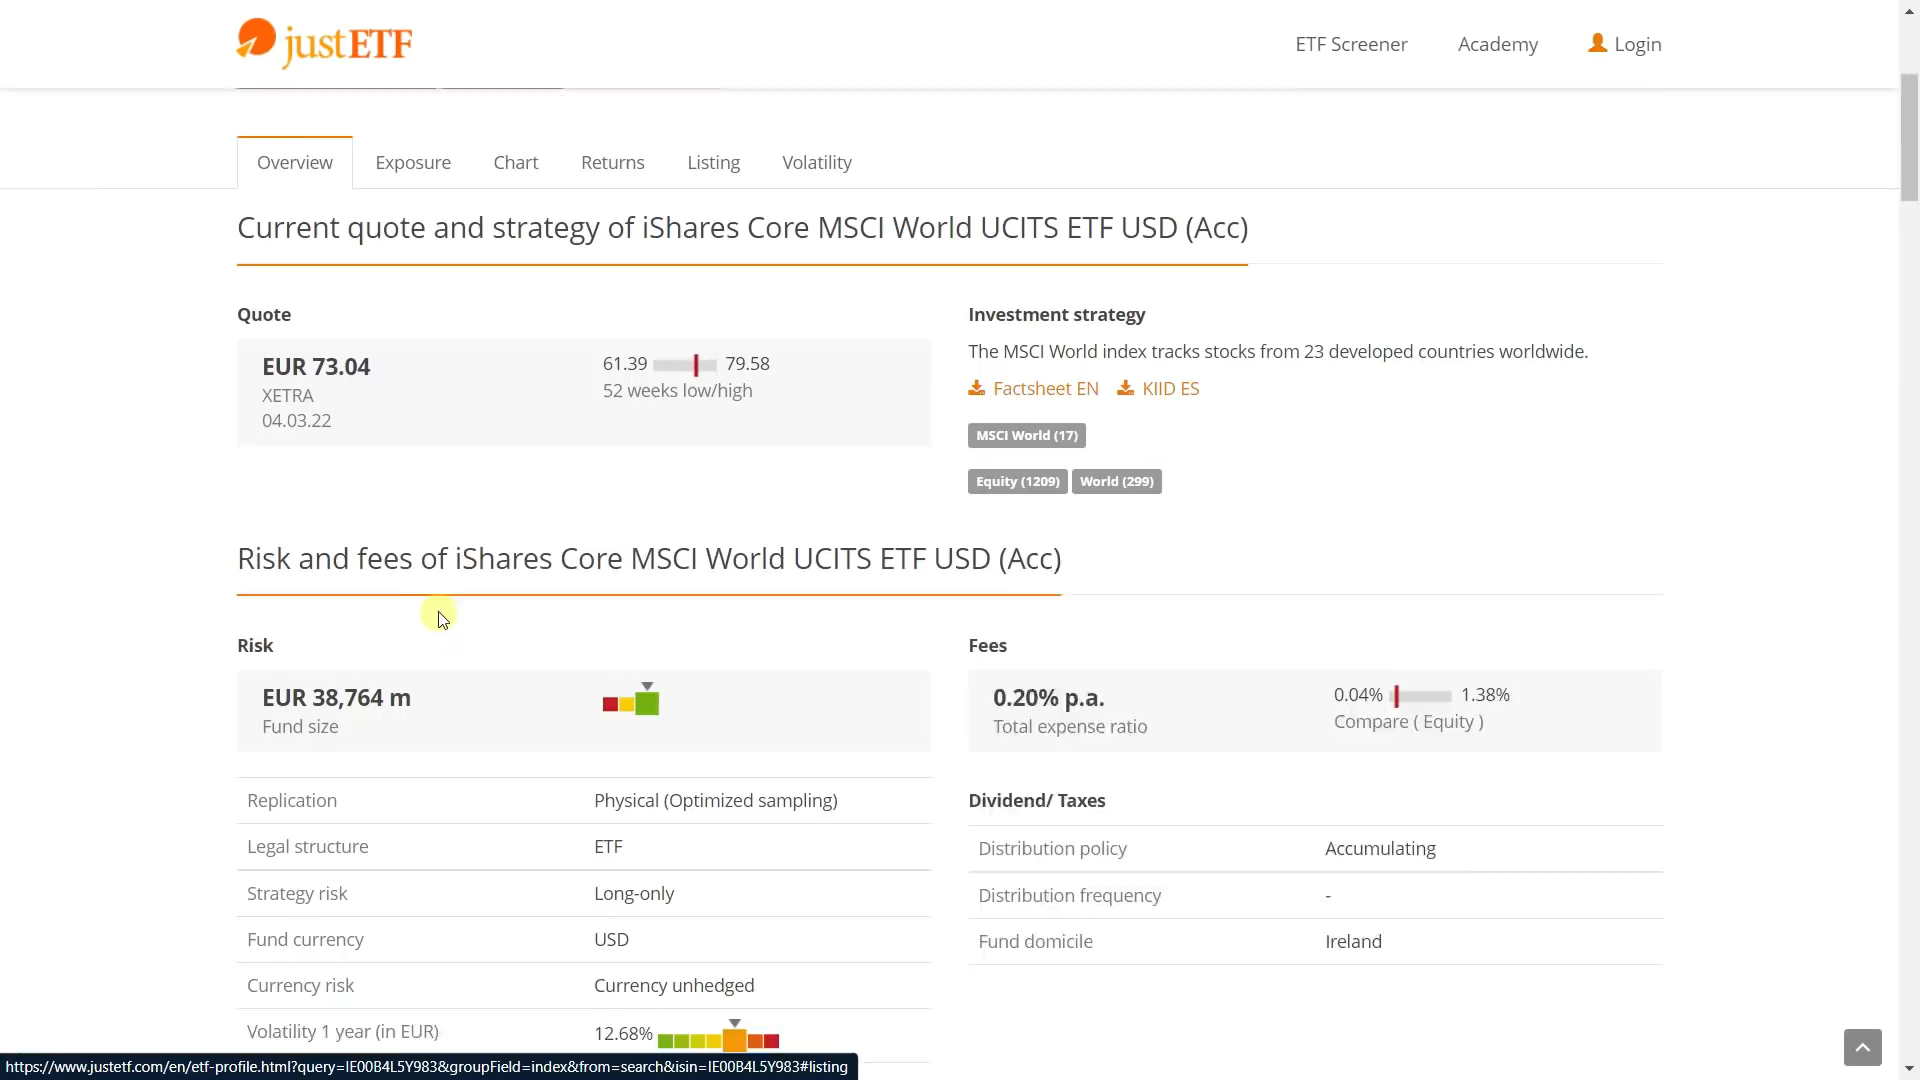 justETF
ETF Screener
Academy
Login
Overview
Exposure
Chart
Returns
Listing
Volatility
Current quote and strategy of iShares Core MSCI World UCITS ETF USD (Acc)
Quote
EUR 73.04
XETRA
04.03.22
61.39 79.58
52 weeks low/high
Investment strategy
The MSCI World index tracks stocks from 23 developed countries worldwide.
Factsheet EN KIID ES
MSCI World (17)
Equity (1209) World (299)
Risk and fees of iShares Core MSCI World UCITS ETF USD (Acc)
Risk
EUR 38,764 m
Fund size
Replication Physical (Optimized sampling)
Legal structure ETF
Strategy risk Long-only
Fund currency USD
Currency risk Currency unhedged
Volatility 1 year (in EUR) 12.68%
Fees
0.20% p.a.
Total expense ratio
0.04% 1.38%
Compare ( Equity )
Dividend/ Taxes
Distribution policy Accumulating
Distribution frequency -
Fund domicile Ireland
https://www.justetf.com/en/etf-profile.html?query=IE00B4L5Y983&groupField=index&from=search&isin=IE00B4L5Y983#listing